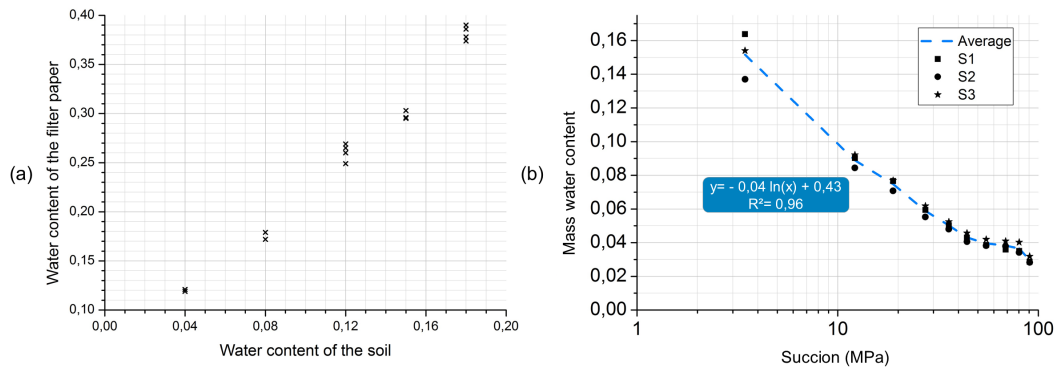 (a)
Water content of the filter paper
0,40
0,35
0,30
0,25
0,20
0,15
0,10
0,00
0,04
0,08
0,12
0,16
0,20
Water content of the soil
(b)
Mass water content
0,16
0,14
0,12
0,10
0,08
0,06
0,04
0,02
0,00
1
10
100
Succion (MPa)
Average
S1
S2
S3
y= - 0,04 ln(x) + 0,43
R²= 0,96